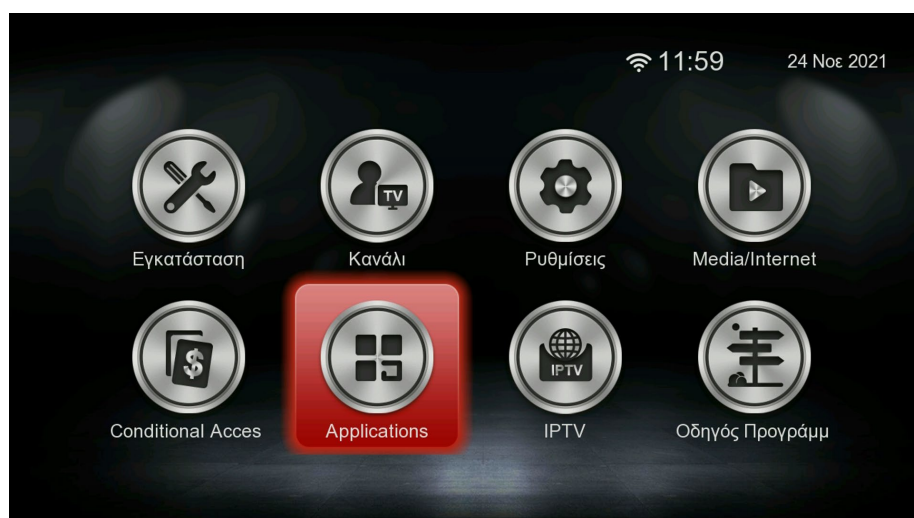 11:59 24 Νοε 2021
TV
Εγκατάσταση Κανάλι Ρυθμίσεις Media/Internet
$ IPTV
Conditional Acces Applications IPTV Οδηγός Προγράμμ